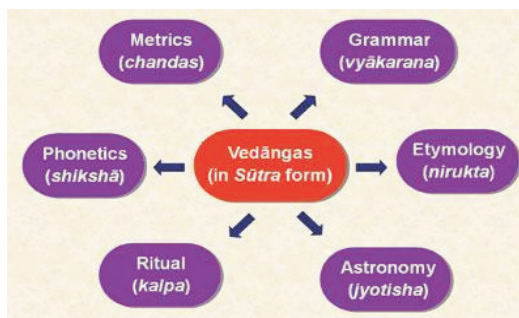 Metrics
(chandas)
Grammar
(vyākarana)
Phonetics
(shikshā)
Vedāngas
(in Sūtra form)
Etymology
(nirukta)
Ritual
(kalpa)
Astronomy
(jyotisha)